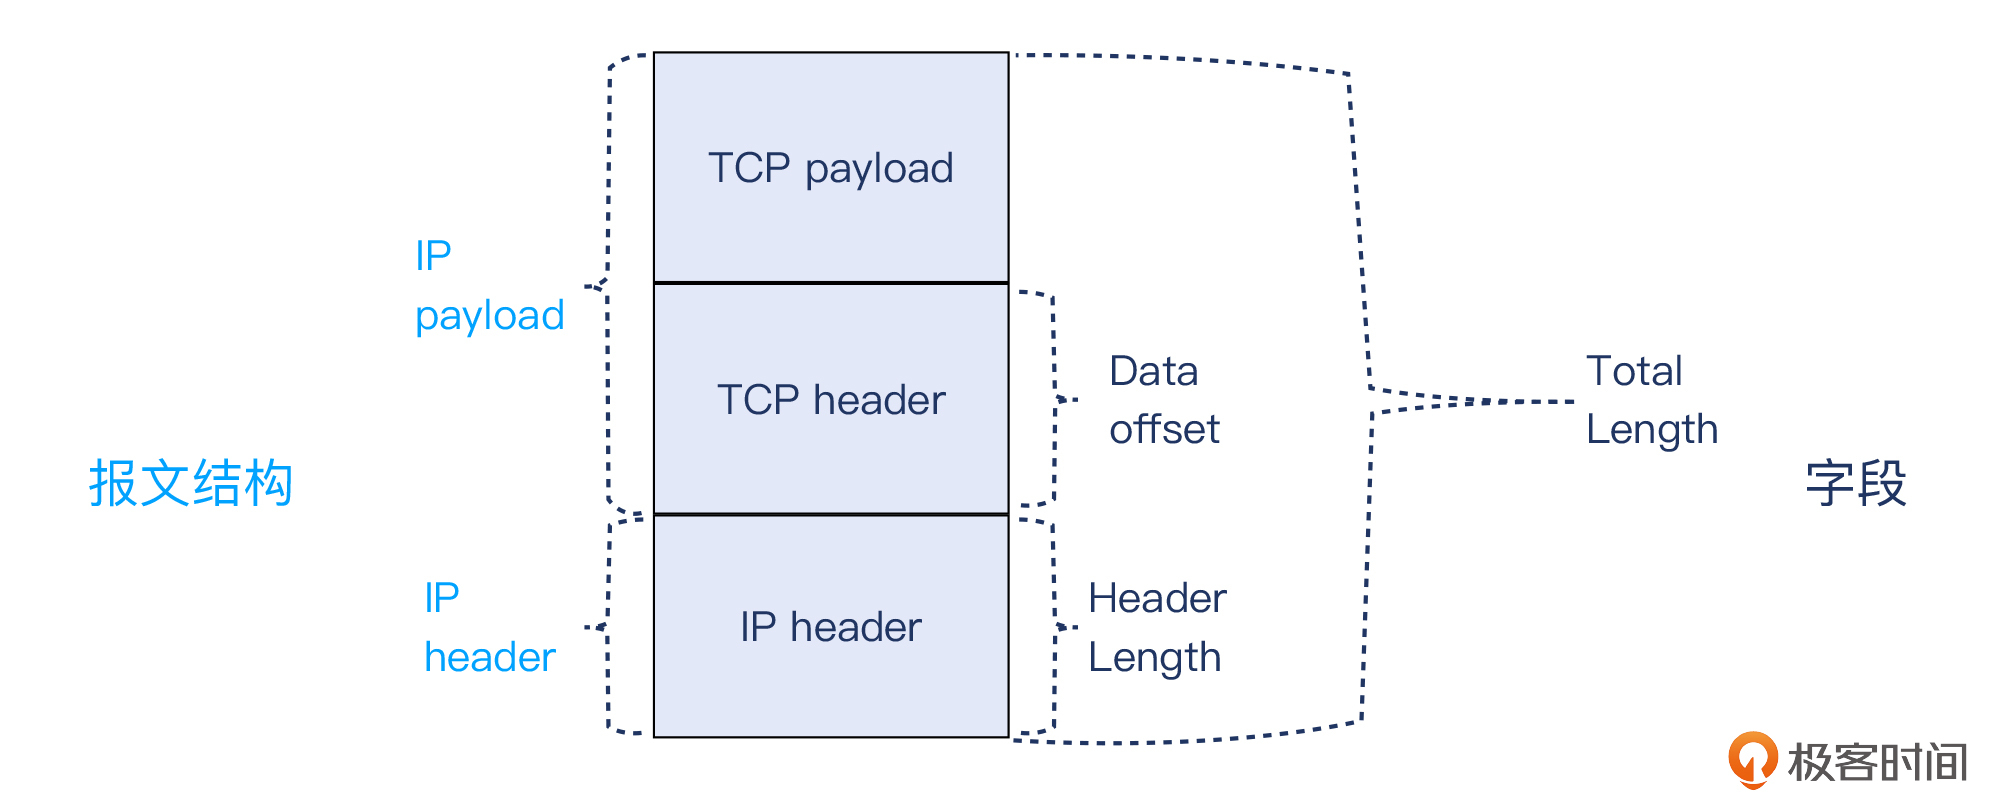 TCP payload
IP
payload
TCP header
Data
offset
Total
Length
报文结构
字段
IP
header
IP header
Header
Length
极客时间